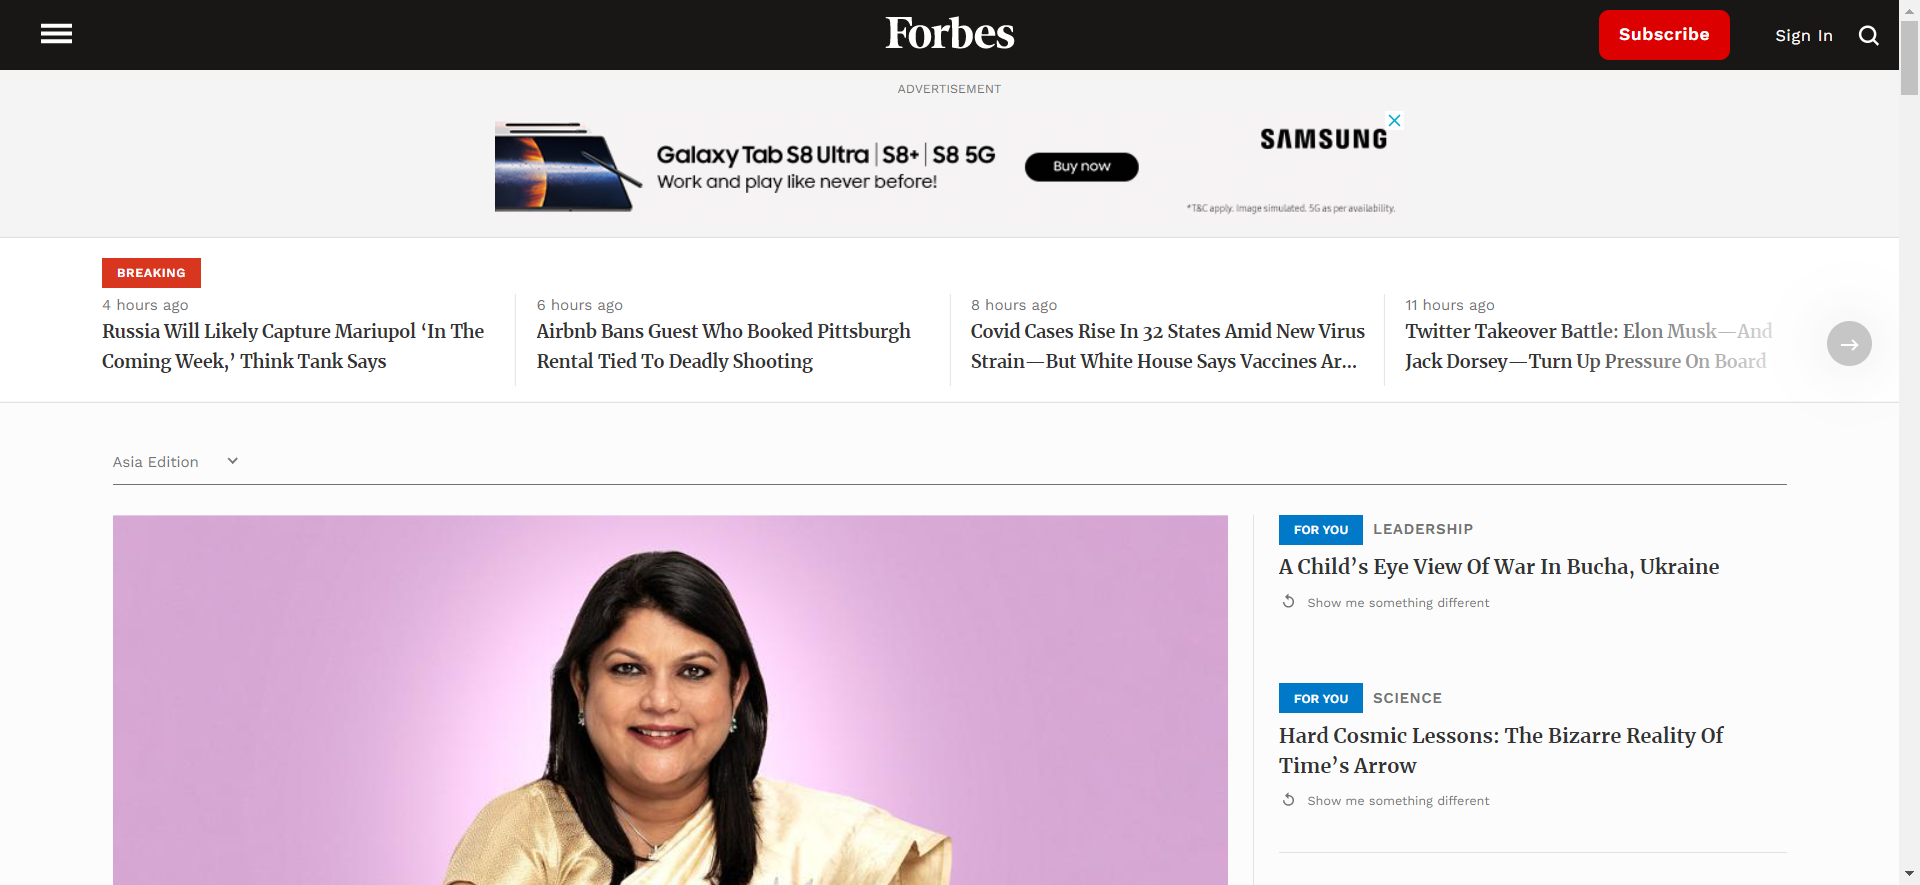 Forbes
Subscribe
Sign In
ADVERTISEMENT
Galaxy Tab S8 Ultra | S8+ | S8 5G
Work and play like never before!
Buy now
SAMSUNG
*T&C apply. Image simulated. 5G as per availability.
BREAKING
4 hours ago
Russia Will Likely Capture Mariupol ‘In The
Coming Week,’ Think Tank Says
6 hours ago
Airbnb Bans Guest Who Booked Pittsburgh
Rental Tied To Deadly Shooting
8 hours ago
Covid Cases Rise In 32 States Amid New Virus
Strain—But White House Says Vaccines Ar...
11 hours ago
Twitter Takeover Battle: Elon Musk—And
Jack Dorsey—Turn Up Pressure On Board
Asia Edition
FOR YOU LEADERSHIP
A Child’s Eye View Of War In Bucha, Ukraine
Show me something different
FOR YOU SCIENCE
Hard Cosmic Lessons: The Bizarre Reality Of
Time’s Arrow
Show me something different